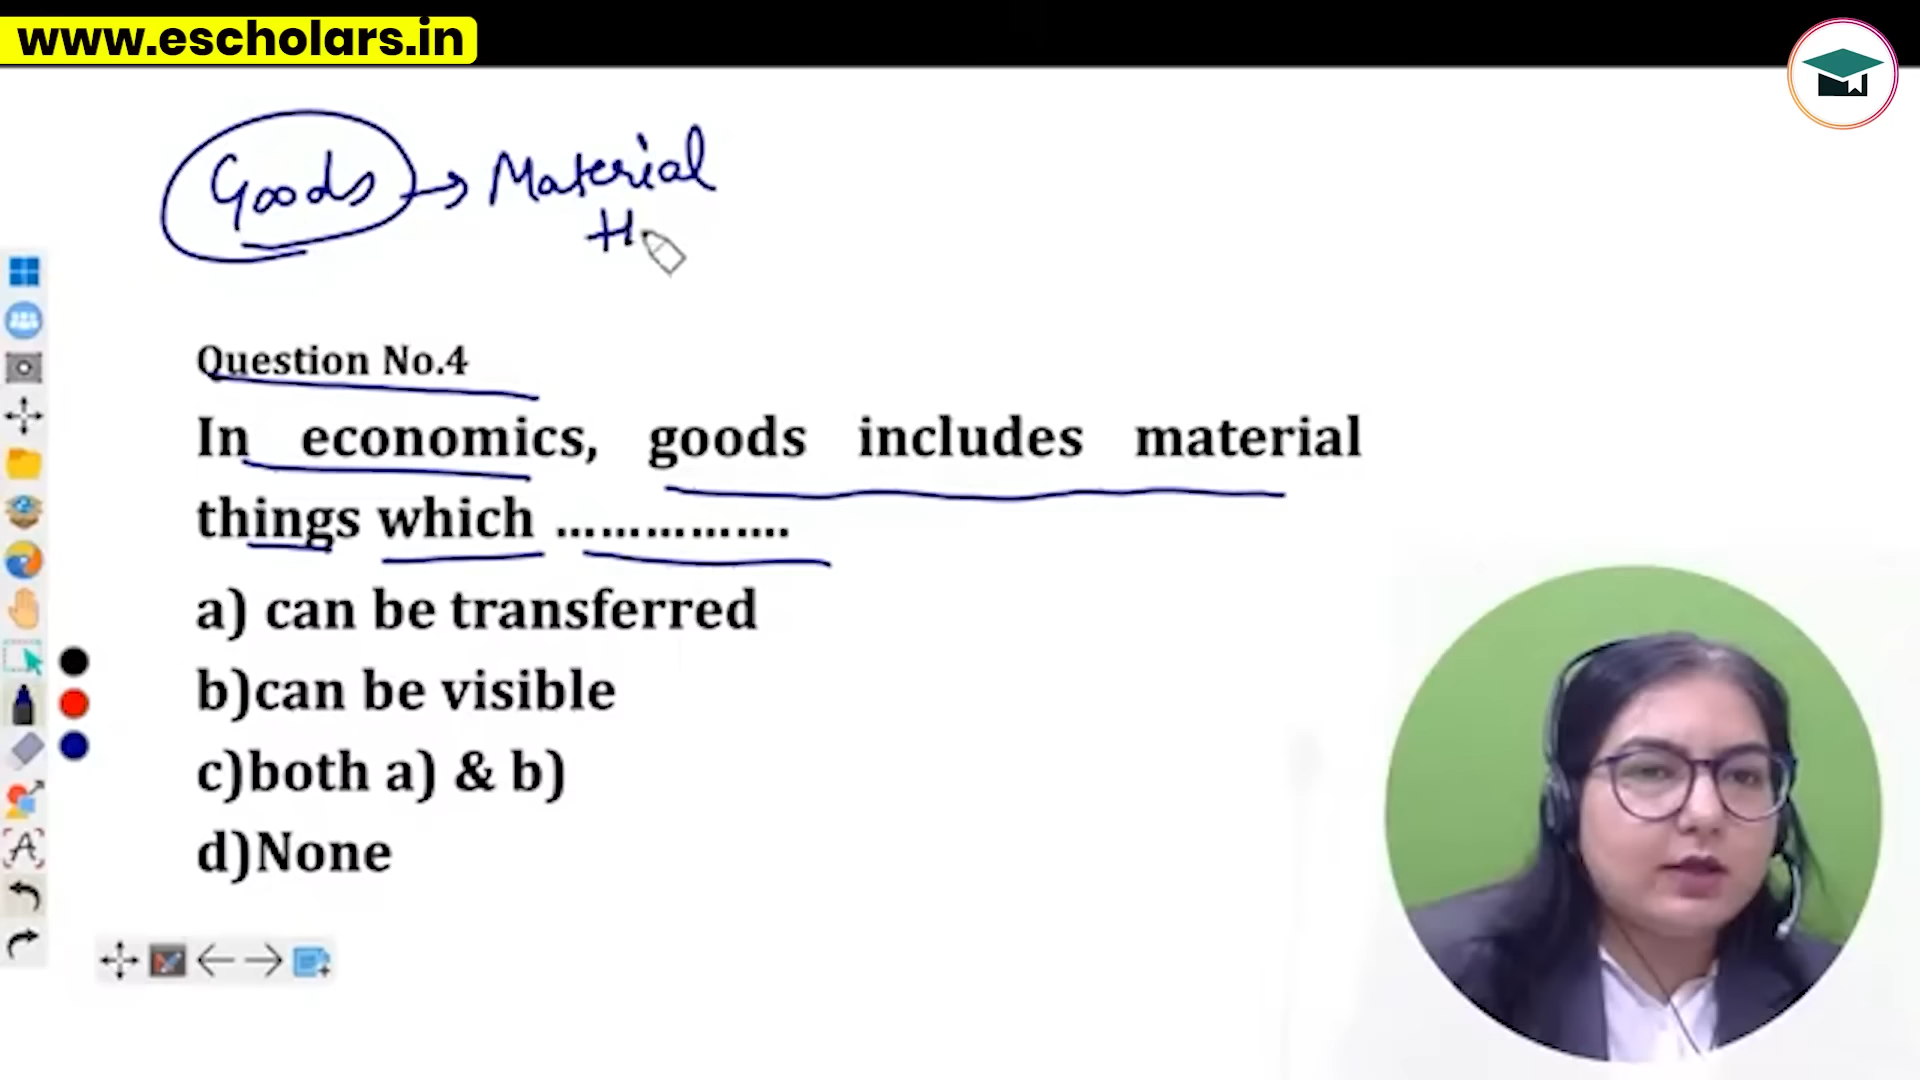 www.escholars.in
Goods → Material
Question No.4
In economics, goods includes material
things which ................
a) can be transferred
b)can be visible
c)both a) & b)
d)None